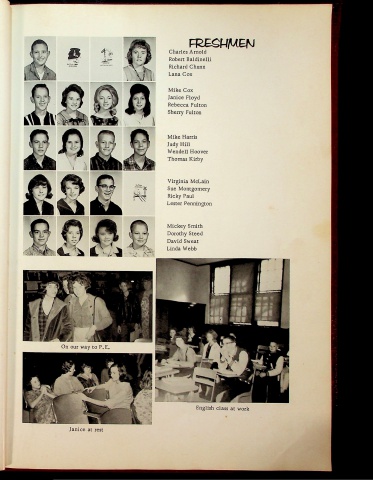 FRESHMEN
Charles Arnold
Robert Baldinelli
Richard Chunn
Lana Cox
Mike Cox
Janice Floyd
Rebecca Fulton
Sherry Fulton
Mike Harris
Judy Hill
Wendell Hoover
Thomas Kirby
Virginia McLain
Sue Montgomery
Ricky Paul
Lester Pennington
Mickey Smith
Dorothy Steed
David Sweat
Linda Webb
On our way to P.E.
English class at work
Janice at rest